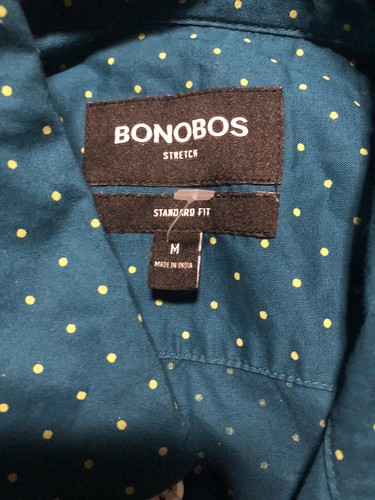 BONOBOS
STRETCH
STANDARD FIT
M
MADE IN INDIA